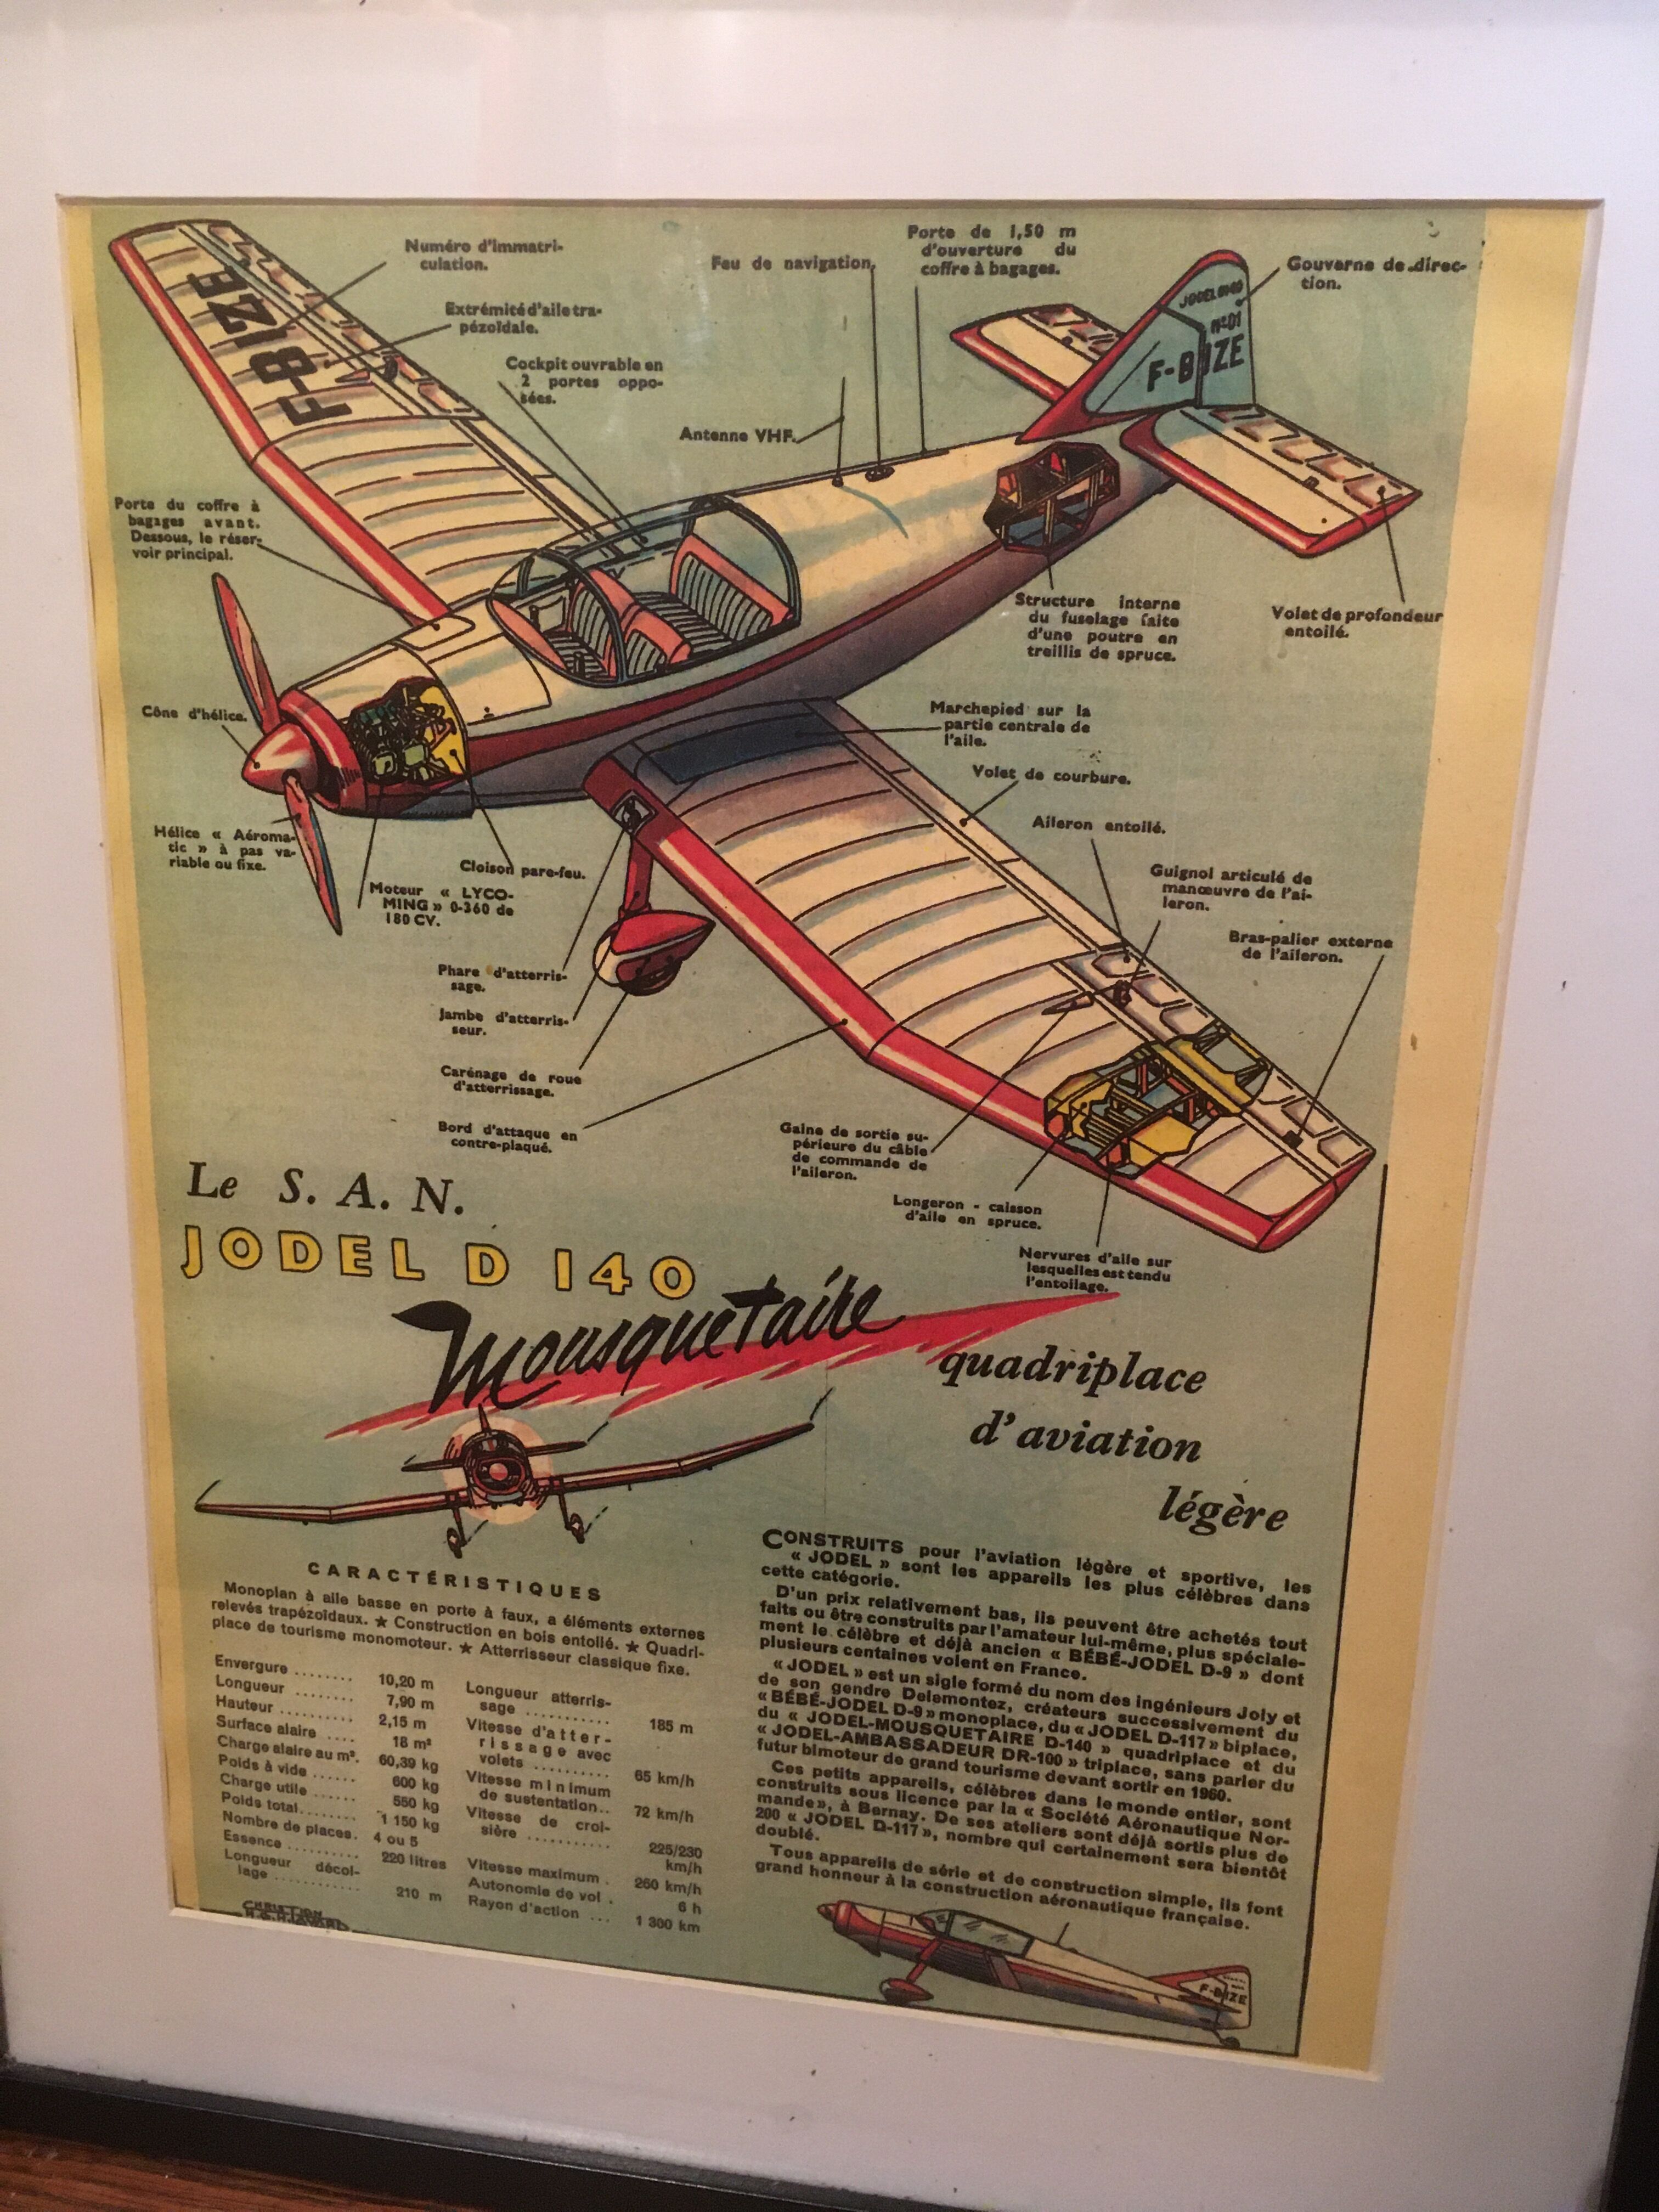 Numéro d'immatri-
culation.
Extrémité d'aile tra-
pézoïdale.
Cockpit ouvrable en
2 portes oppo-
sées.
Feu de navigation.
Porte de 1,50 m
d'ouverture du
coffre à bagages.
Gouverne de direc-
tion.
Antenne VHF.
F-BIZE
JODEL D140
n°01
F-BIZE
Porte du coffre à
bagages avant.
Dessous, le réser-
voir principal.
Structure interne
du fuselage faite
d'une poutre en
treillis de spruce.
Volet de profondeur
entoilé.
Cône d'hélice.
Marchepied sur la
partie centrale de
l'aile.
Volet de courbure.
Aileron entoilé.
Hélice « Aéroma-
tic » à pas va-
riable ou fixe.
Cloison pare-feu.
Moteur « LYCO-
MING » 0-360 de
180 CV.
Guignol articulé de
manœuvre de l'ai-
leron.
Bras-palier externe
de l'aileron.
Phare d'atterris-
sage.
Jambe d'atterris-
seur.
Carénage de roue
d'atterrissage.
Bord d'attaque en
contre-plaqué.
Gaine de sortie su-
périeure du câble
de commande de
l'aileron.
Longeron - caisson
d'aile en spruce.
Nervures d'aile sur
lesquelles est tendu
l'entoilage.
Le S. A. N.
JODEL D 140
Mousquetaire
quadriplace
d'aviation
légère
CARACTÉRISTIQUES
Monoplan à aile basse en porte à faux, a éléments externes
relevés trapézoïdaux. ★ Construction en bois entoilé. ★ Quadri-
place de tourisme monomoteur. ★ Atterrisseur classique fixe.
Envergure ........ 10,20 m
Longueur ........ 7,90 m
Hauteur .......... 2,15 m
Surface alaire .... 18 m²
Charge alaire au m². 60,39 kg
Poids à vide ...... 600 kg
Charge utile ...... 550 kg
Poids total........ 1 150 kg
Nombre de places. 4 ou 5
Essence .......... 220 litres
Longueur décol-
lage ............ 210 m
Longueur atterris-
sage ........... 185 m
Vitesse d'atter-
rissage avec
volets .......... 65 km/h
Vitesse minimum
de sustentation.. 72 km/h
Vitesse de croi-
sière ........... 225/230
km/h
Vitesse maximum . 260 km/h
Autonomie de vol . 6 h
Rayon d'action ... 1 300 km
CONSTRUITS pour l'aviation légère et sportive, les
« JODEL » sont les appareils les plus célèbres dans
cette catégorie.
D'un prix relativement bas, ils peuvent être achetés tout
faits ou être construits par l'amateur lui-même, plus spéciale-
ment le célèbre et déjà ancien « BÉBÉ-JODEL D-9 » dont
plusieurs centaines volent en France.
« JODEL » est un sigle formé du nom des ingénieurs Joly et
de son gendre Delemontez, créateurs successivement du
« BÉBÉ-JODEL D-9 » monoplace, du « JODEL D-117 » biplace,
du « JODEL-MOUSQUETAIRE D-140 » quadriplace et du
« JODEL-AMBASSADEUR DR-100 » triplace, sans parler du
futur bimoteur de grand tourisme devant sortir en 1960.
Ces petits appareils, célèbres dans le monde entier, sont
construits sous licence par la « Société Aéronautique Nor-
mande», à Bernay. De ses ateliers sont déjà sortis plus de
200 « JODEL D-117 », nombre qui certainement sera bientôt
doublé.
Tous appareils de série et de construction simple, ils font
grand honneur à la construction aéronautique française.
CHRISTION
F-BIZE